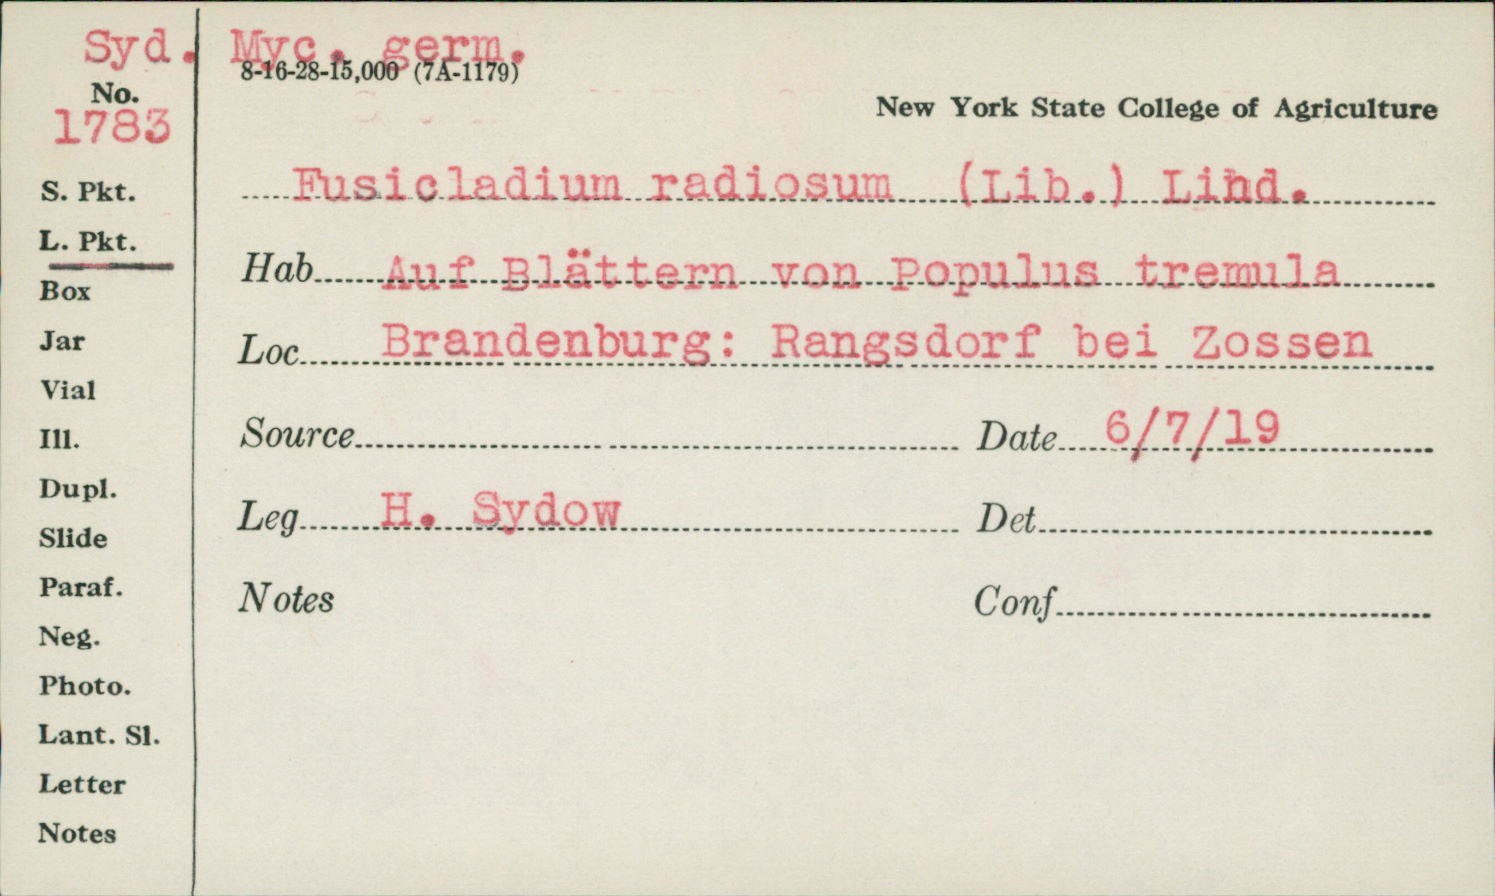 Syd. Myc. germ.
8-16-28-15,000 (7A-1179)
No.
1783
New York State College of Agriculture
Fusicladium radiosum (Lib.) Lind.
S. Pkt.
L. Pkt.
Hab Auf Blättern von Populus tremula
Box
Jar
Loc Brandenburg: Rangsdorf bei Zossen
Vial
Ill.
Source Date 6/7/19
Dupl.
Leg H. Sydow Det
Slide
Paraf.
Notes Conf
Neg.
Photo.
Lant. Sl.
Letter
Notes